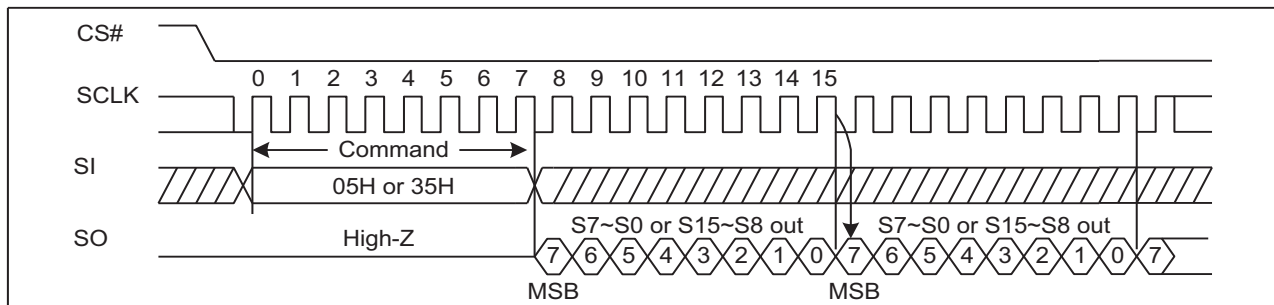 CS#
0 1 2 3 4 5 6 7 8 9 10 11 12 13 14 15
SCLK
Command
SI
05H or 35H
S7~S0 or S15~S8 out S7~S0 or S15~S8 out
SO High-Z
7 6 5 4 3 2 1 0 7 6 5 4 3 2 1 0 7
MSB MSB